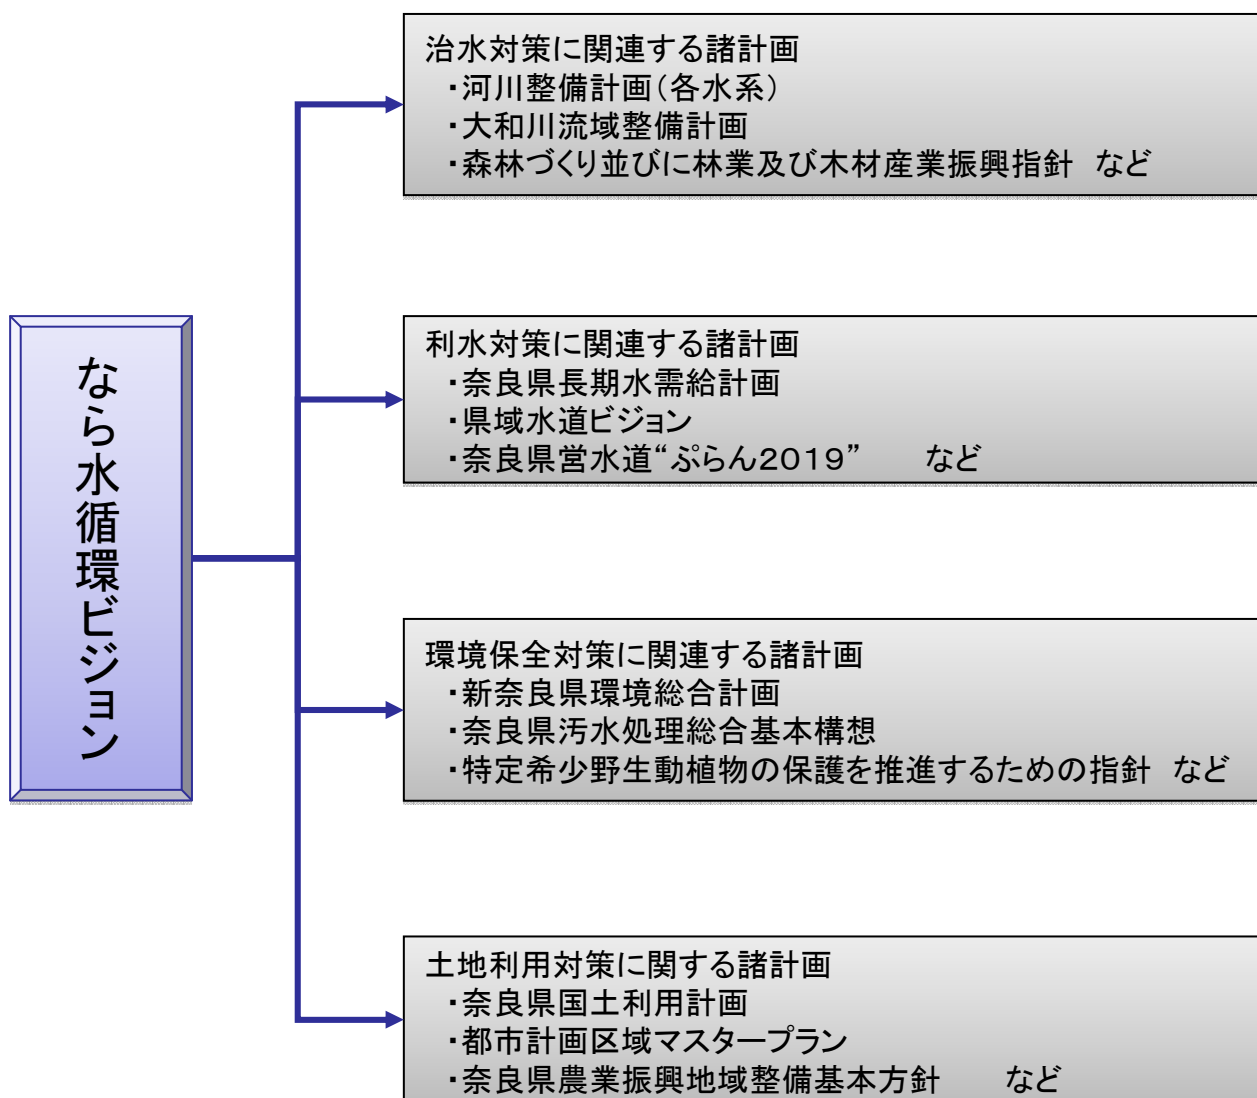 なら水循環ビジョン
治水対策に関連する諸計画
・河川整備計画（各水系）
・大和川流域整備計画
・森林づくり並びに林業及び木材産業振興指針　など
利水対策に関連する諸計画
・奈良県長期水需給計画
・県域水道ビジョン
・奈良県営水道“ぷらん２０１９”　　など
環境保全対策に関連する諸計画
・新奈良県環境総合計画
・奈良県汚水処理総合基本構想
・特定希少野生動植物の保護を推進するための指針　など
土地利用対策に関する諸計画
・奈良県国土利用計画
・都市計画区域マスタープラン
・奈良県農業振興地域整備基本方針　　など